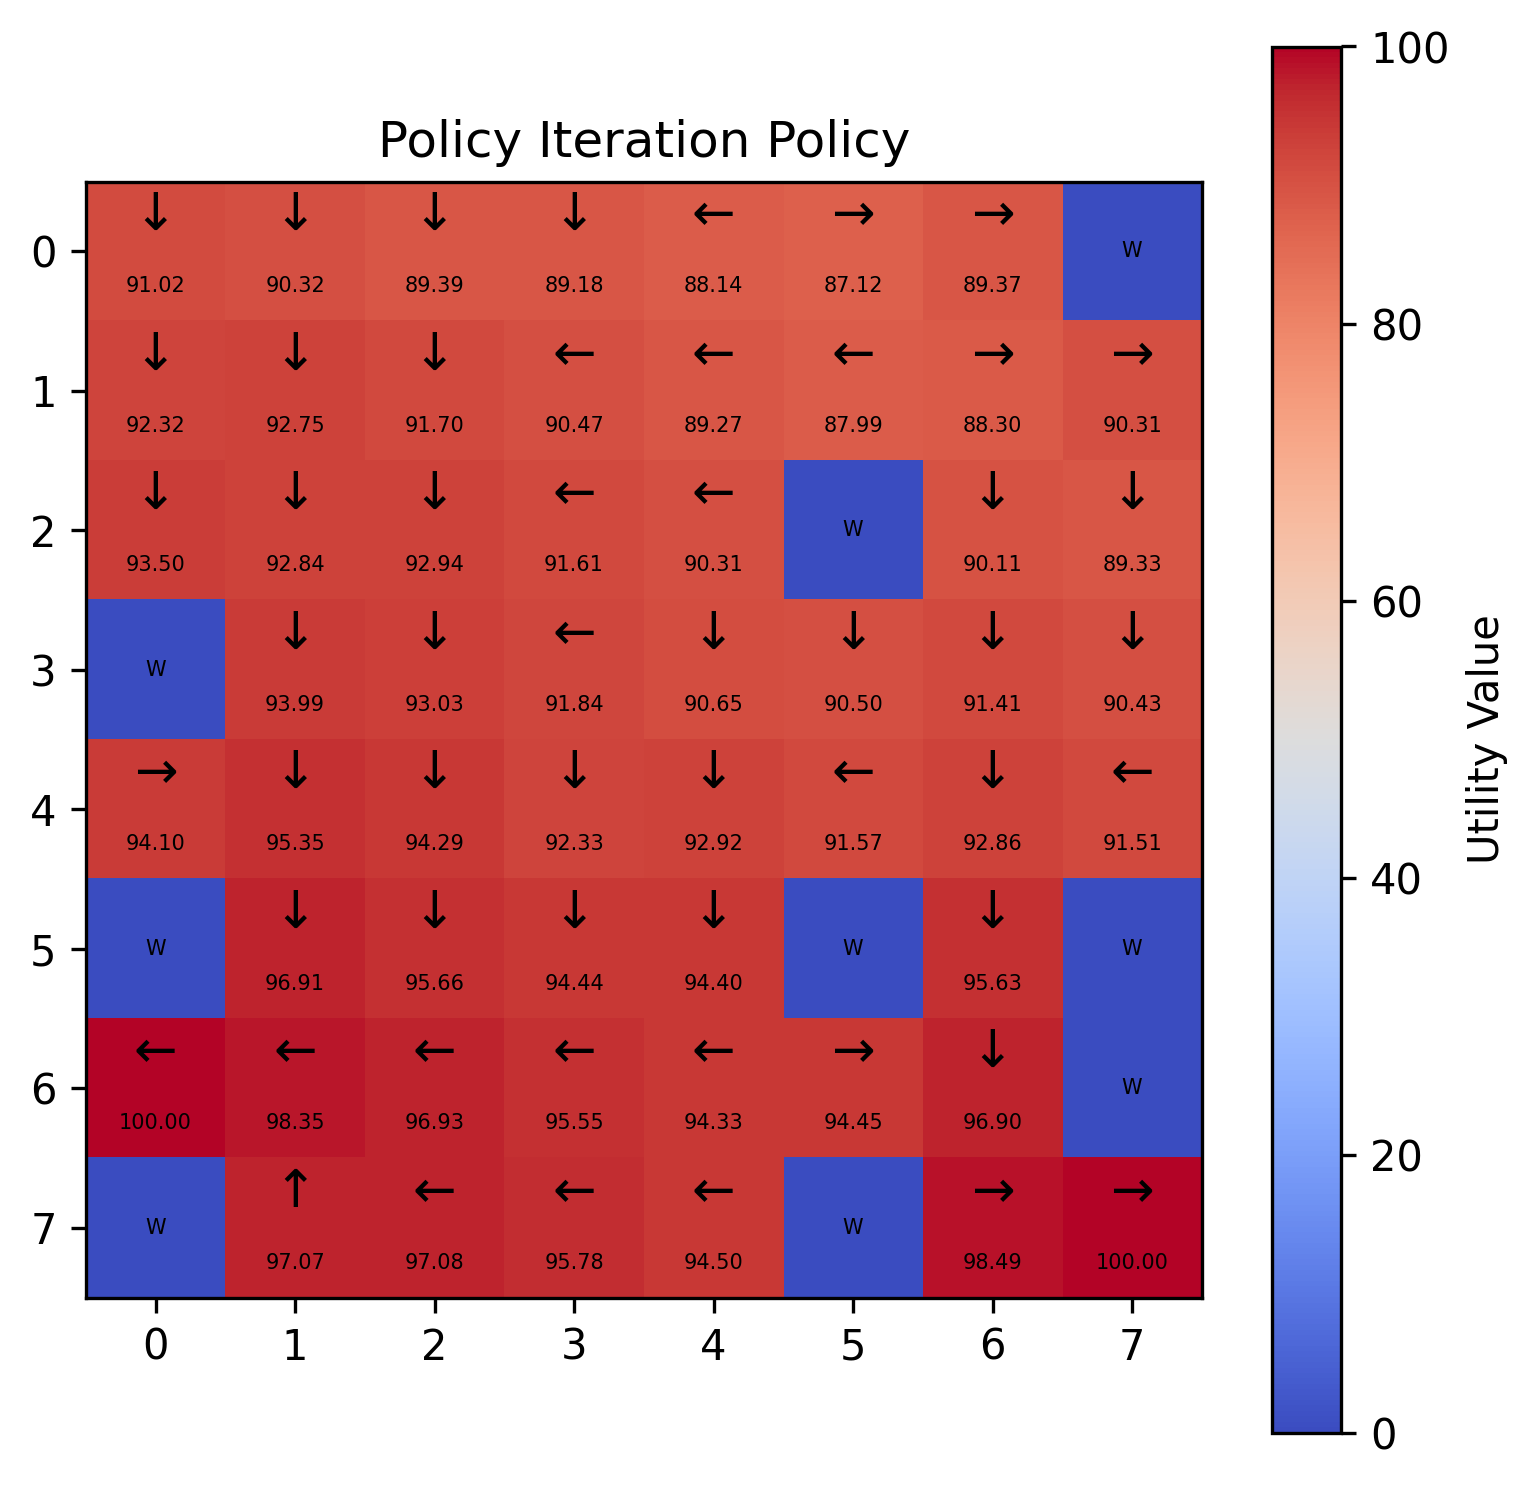 Policy Iteration Policy
↓ ↓ ↓ ↓ ← → →
0 91.02 90.32 89.39 89.18 88.14 87.12 89.37 W
↓ ↓ ↓ ← ← ← → →
1 92.32 92.75 91.70 90.47 89.27 87.99 88.30 90.31
↓ ↓ ↓ ← ← ↓ ↓
2 93.50 92.84 92.94 91.61 90.31 W 90.11 89.33
↓ ↓ ← ↓ ↓ ↓ ↓
3 W 93.99 93.03 91.84 90.65 90.50 91.41 90.43
→ ↓ ↓ ↓ ↓ ← ↓ ←
4 94.10 95.35 94.29 92.33 92.92 91.57 92.86 91.51
↓ ↓ ↓ ↓ ↓
5 W 96.91 95.66 94.44 94.40 W 95.63 W
← ← ← ← ← → ↓
6 100.00 98.35 96.93 95.55 94.33 94.45 96.90 W
↑ ← ← ← → →
7 W 97.07 97.08 95.78 94.50 W 98.49 100.00
0 1 2 3 4 5 6 7
100
80
60
40
20
0
Utility Value